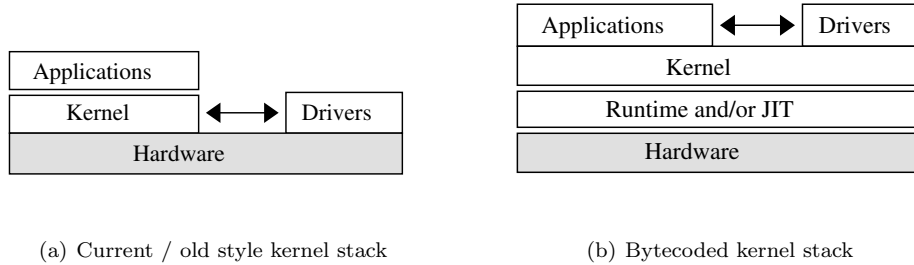 Applications
Kernel
Drivers
Hardware
(a) Current / old style kernel stack
Applications
Drivers
Kernel
Runtime and/or JIT
Hardware
(b) Bytecoded kernel stack